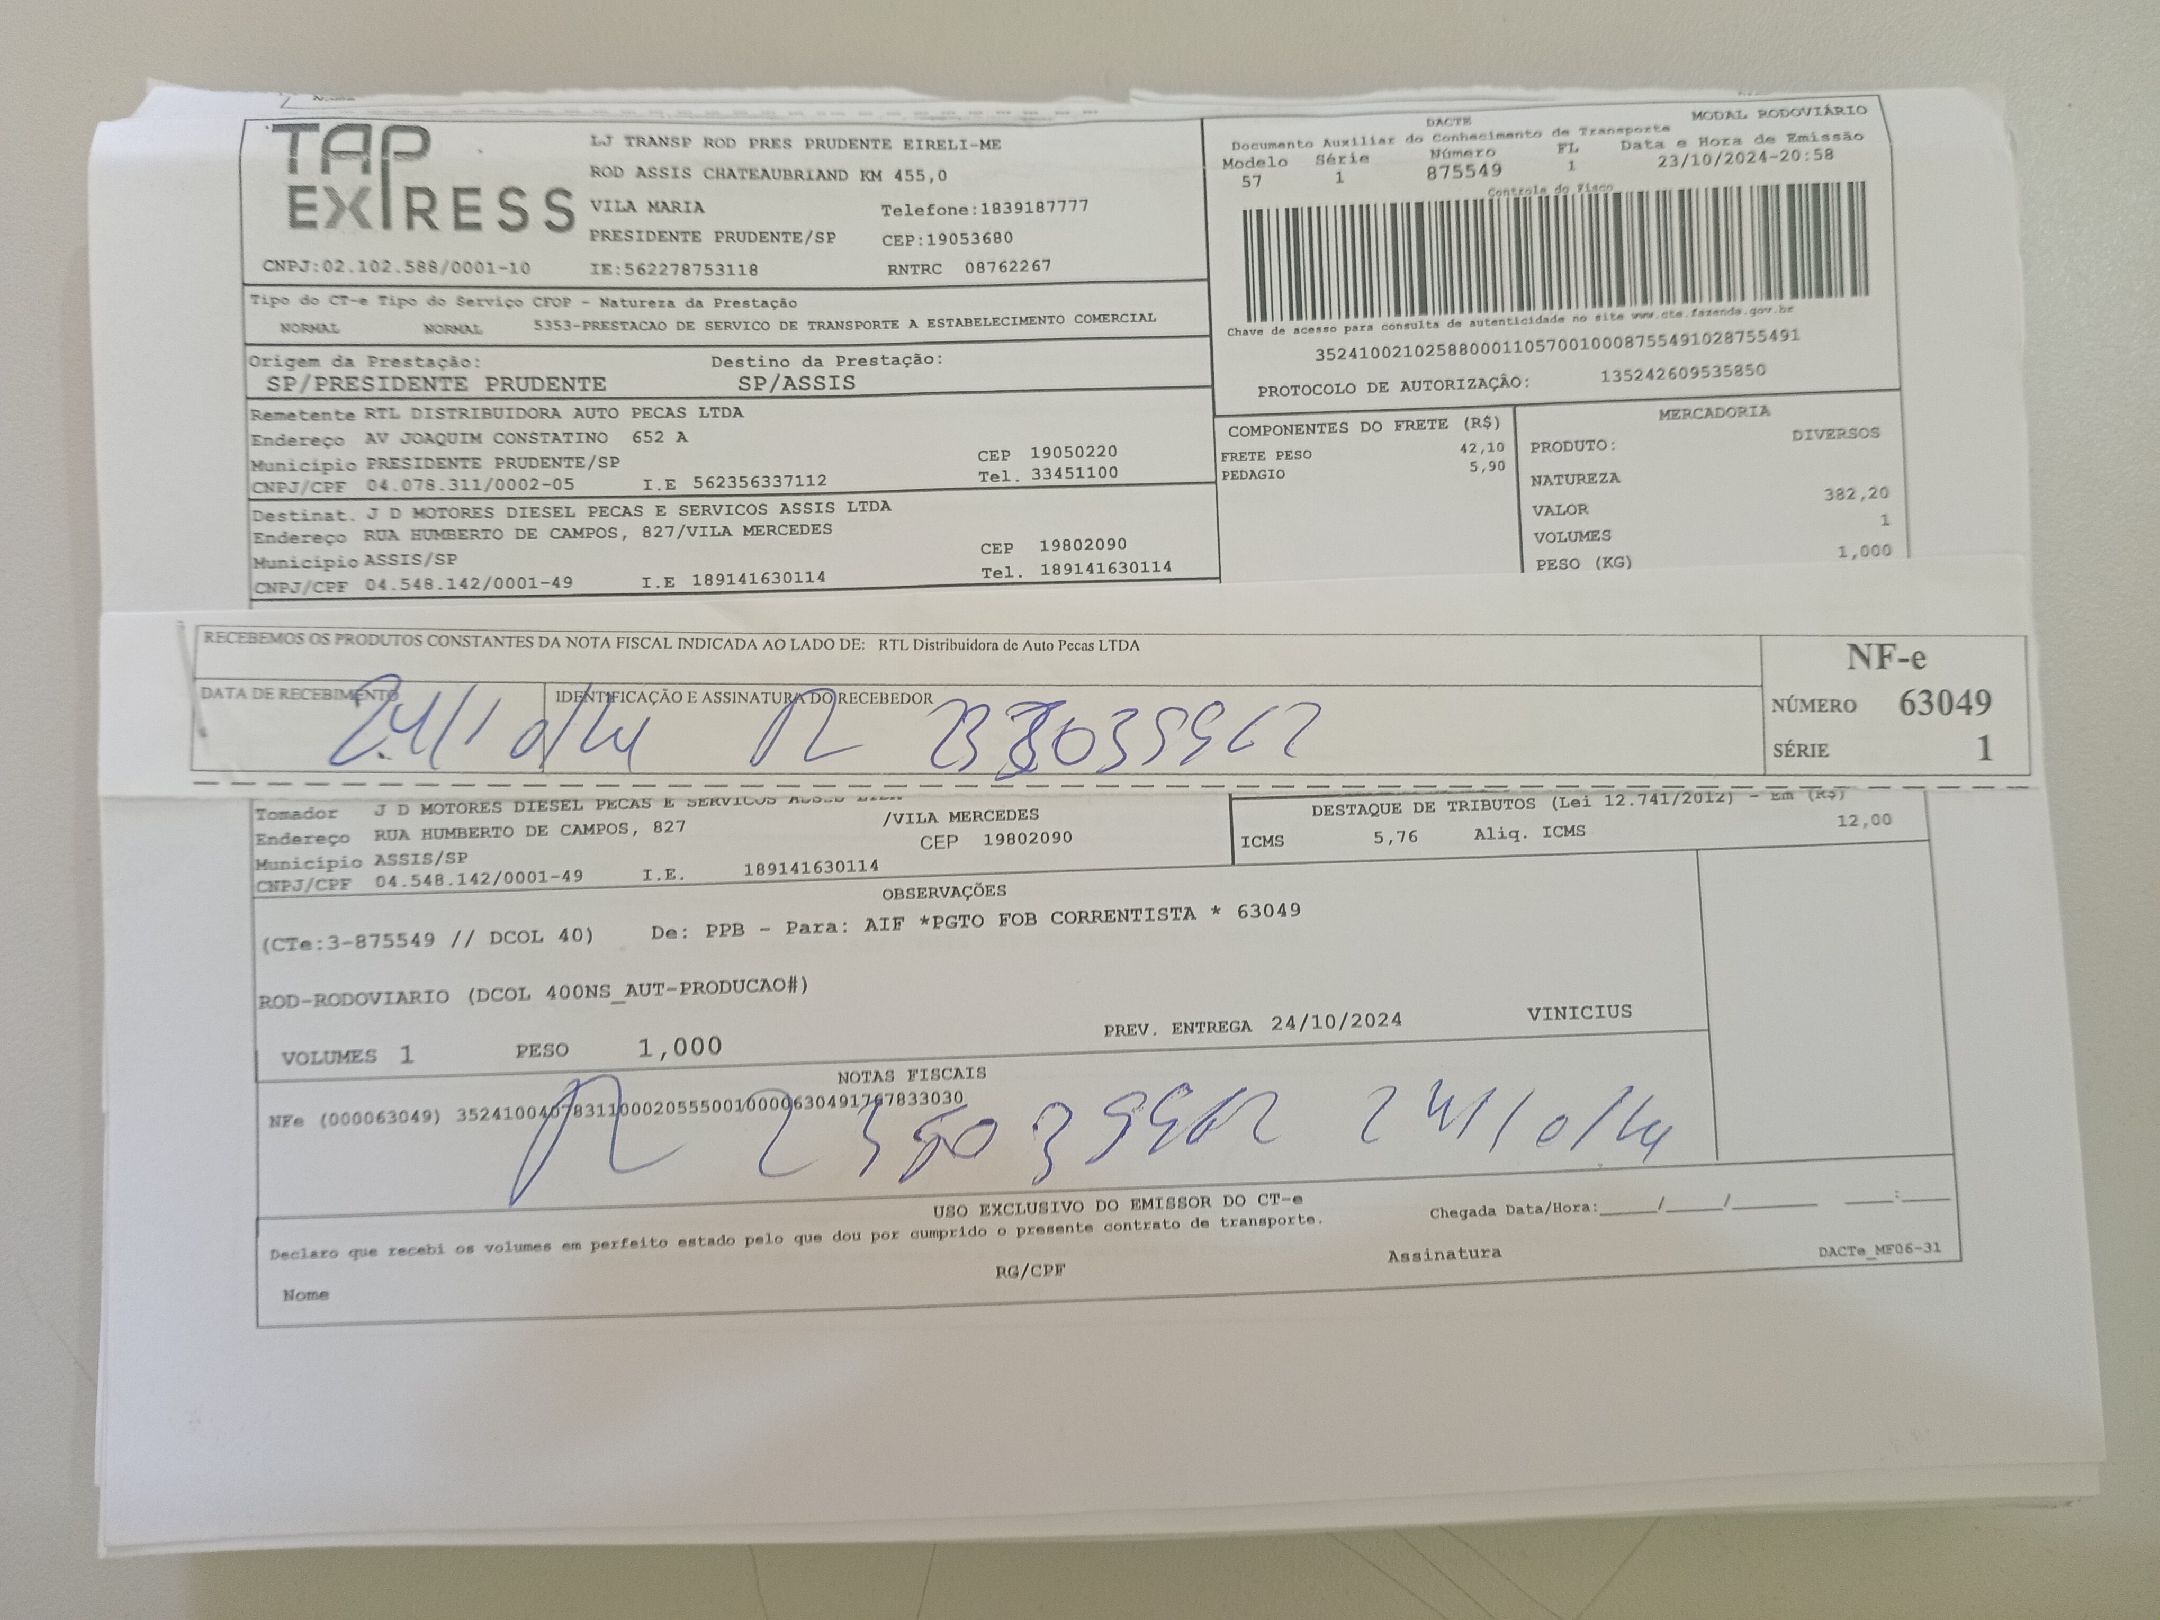 TAP EXPRESS
LJ TRANSP ROD PRES PRUDENTE EIRELI-ME
ROD ASSIS CHATEAUBRIAND KM 455,0
VILA MARIA Telefone:1839187777
PRESIDENTE PRUDENTE/SP CEP:19053680
CNPJ:02.102.588/0001-10 IE:562278753118 RNTRC 08762267
DACTE MODAL RODOVIÁRIO
Documento Auxiliar do Conhecimento de Transporte
Modelo Série Número FL Data e Hora de Emissão
57 1 875549 1 23/10/2024-20:58
Controle do Fisco
Chave de acesso para consulta de autenticidade no site www.cte.fazenda.gov.br
35241002102588000110570010008755491028755491
PROTOCOLO DE AUTORIZAÇÃO: 135242609535850
Tipo do CT-e Tipo do Serviço CFOP - Natureza da Prestação
NORMAL NORMAL 5353-PRESTACAO DE SERVICO DE TRANSPORTE A ESTABELECIMENTO COMERCIAL
Origem da Prestação: Destino da Prestação:
SP/PRESIDENTE PRUDENTE SP/ASSIS
Remetente RTL DISTRIBUIDORA AUTO PECAS LTDA
Endereço AV JOAQUIM CONSTATINO 652 A
Município PRESIDENTE PRUDENTE/SP CEP 19050220
CNPJ/CPF 04.078.311/0002-05 I.E 562356337112 Tel. 33451100
Destinat. J D MOTORES DIESEL PECAS E SERVICOS ASSIS LTDA
Endereço RUA HUMBERTO DE CAMPOS, 827/VILA MERCEDES
Município ASSIS/SP CEP 19802090
CNPJ/CPF 04.548.142/0001-49 I.E 189141630114 Tel. 189141630114
COMPONENTES DO FRETE (R$)
FRETE PESO 42,10
PEDAGIO 5,90
MERCADORIA
PRODUTO: DIVERSOS
NATUREZA
VALOR 382,20
VOLUMES 1
PESO (KG) 1,000
RECEBEMOS OS PRODUTOS CONSTANTES DA NOTA FISCAL INDICADA AO LADO DE: RTL Distribuidora de Auto Pecas LTDA
DATA DE RECEBIMENTO IDENTIFICAÇÃO E ASSINATURA DO RECEBEDOR
24/10/24
NF-e
NÚMERO 63049
SÉRIE 1
Tomador J D MOTORES DIESEL PECAS E SERVICOS ASSIS LTDA
Endereço RUA HUMBERTO DE CAMPOS, 827 /VILA MERCEDES
Município ASSIS/SP CEP 19802090
CNPJ/CPF 04.548.142/0001-49 I.E. 189141630114
DESTAQUE DE TRIBUTOS (Lei 12.741/2012) - Em (R$)
ICMS 5,76 Aliq. ICMS 12,00
OBSERVAÇÕES
(CTe:3-875549 // DCOL 40) De: PPB - Para: AIF *PGTO FOB CORRENTISTA * 63049
ROD-RODOVIARIO (DCOL 400NS_AUT-PRODUCAO#)
VOLUMES 1 PESO 1,000 PREV. ENTREGA 24/10/2024 VINICIUS
NOTAS FISCAIS
NFe (000063049)
24/10/24
USO EXCLUSIVO DO EMISSOR DO CT-e
Declaro que recebi os volumes em perfeito estado pelo que dou por cumprido o presente contrato de transporte. Chegada Data/Hora:_____/_____/________ ____:____
Nome RG/CPF Assinatura DACTe_MF06-31